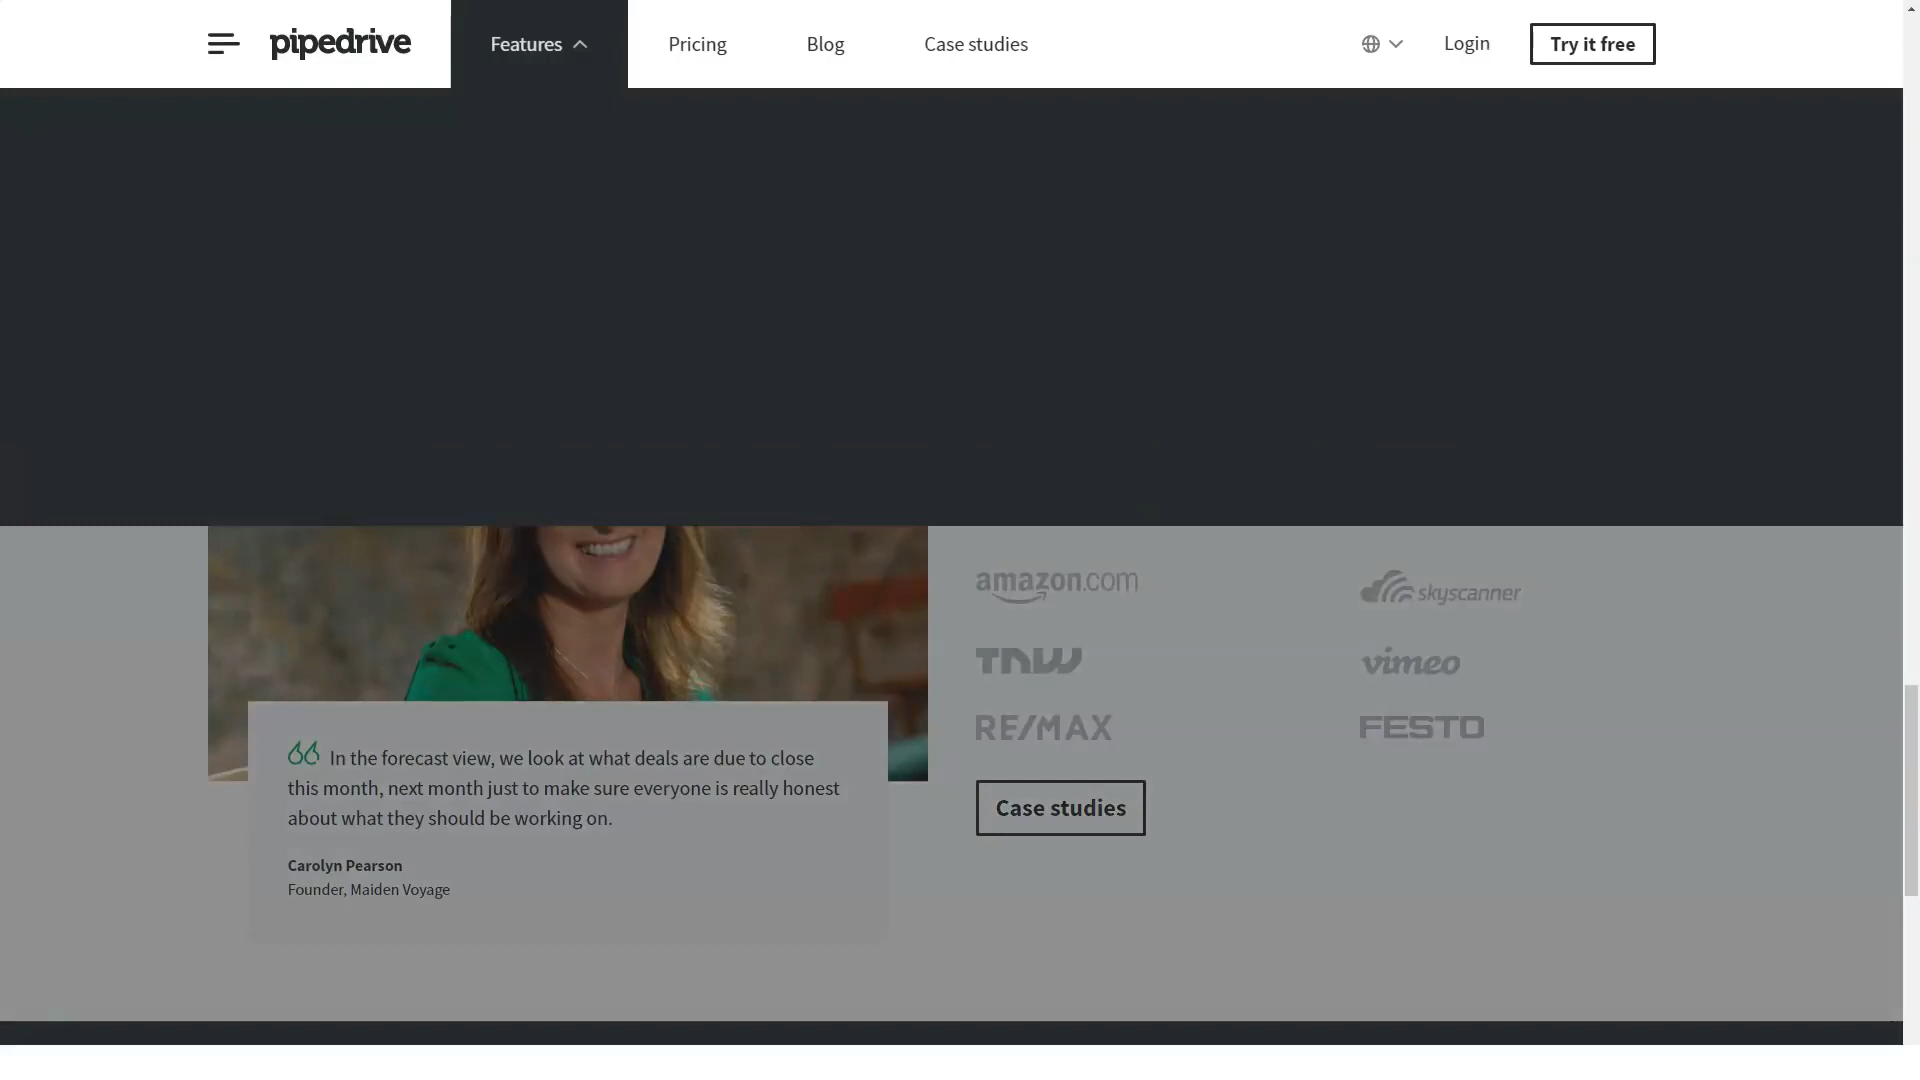 pipedrive
Features
Pricing
Blog
Case studies
Login
Try it free
amazon.com
skyscanner
TNW
vimeo
RE/MAX
FESTO
In the forecast view, we look at what deals are due to close
this month, next month just to make sure everyone is really honest
about what they should be working on.
Carolyn Pearson
Founder, Maiden Voyage
Case studies